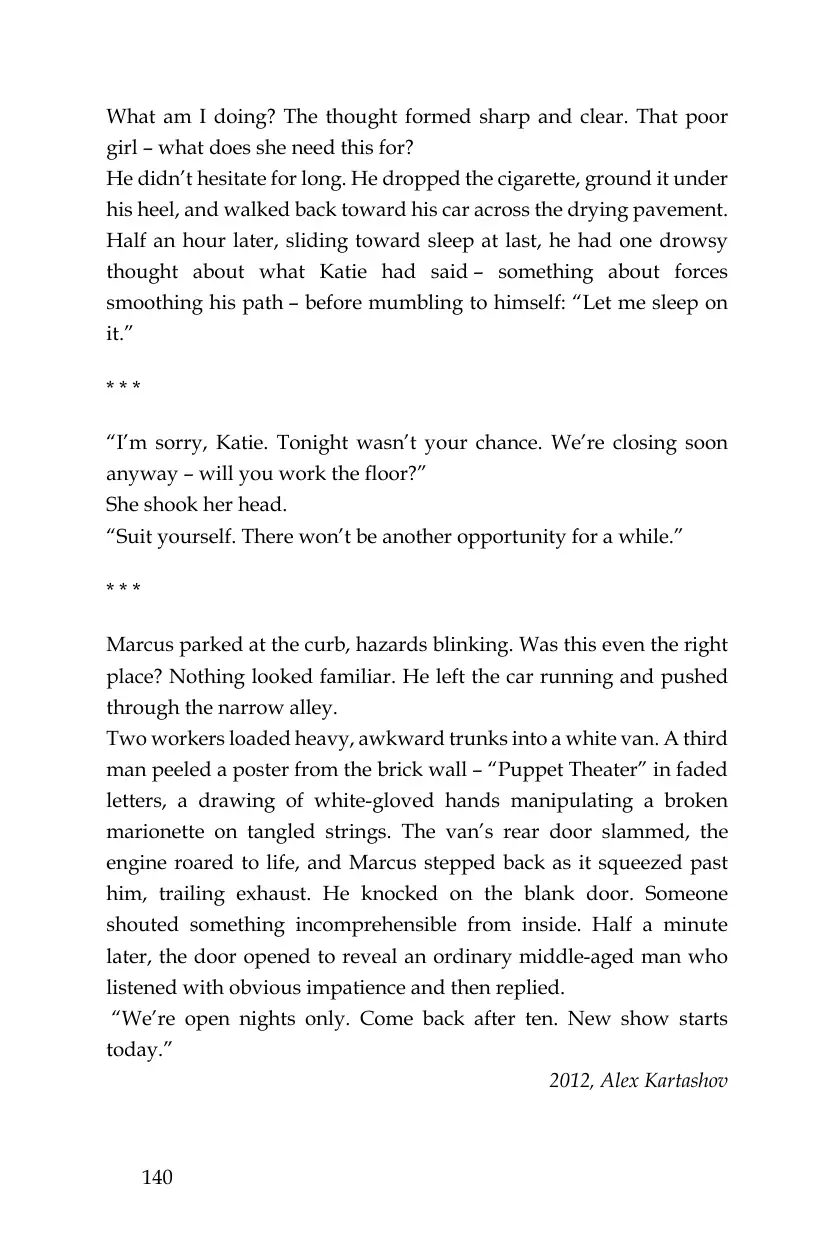 What am I doing? The thought formed sharp and clear. That poor
girl – what does she need this for?
He didn’t hesitate for long. He dropped the cigarette, ground it under
his heel, and walked back toward his car across the drying pavement.
Half an hour later, sliding toward sleep at last, he had one drowsy
thought about what Katie had said – something about forces
smoothing his path – before mumbling to himself: “Let me sleep on
it.”
* * *
“I’m sorry, Katie. Tonight wasn’t your chance. We’re closing soon
anyway – will you work the floor?”
She shook her head.
“Suit yourself. There won’t be another opportunity for a while.”
* * *
Marcus parked at the curb, hazards blinking. Was this even the right
place? Nothing looked familiar. He left the car running and pushed
through the narrow alley.
Two workers loaded heavy, awkward trunks into a white van. A third
man peeled a poster from the brick wall – “Puppet Theater” in faded
letters, a drawing of white-gloved hands manipulating a broken
marionette on tangled strings. The van’s rear door slammed, the
engine roared to life, and Marcus stepped back as it squeezed past
him, trailing exhaust. He knocked on the blank door. Someone
shouted something incomprehensible from inside. Half a minute
later, the door opened to reveal an ordinary middle-aged man who
listened with obvious impatience and then replied.
“We’re open nights only. Come back after ten. New show starts
today.”
2012, Alex Kartashov
140